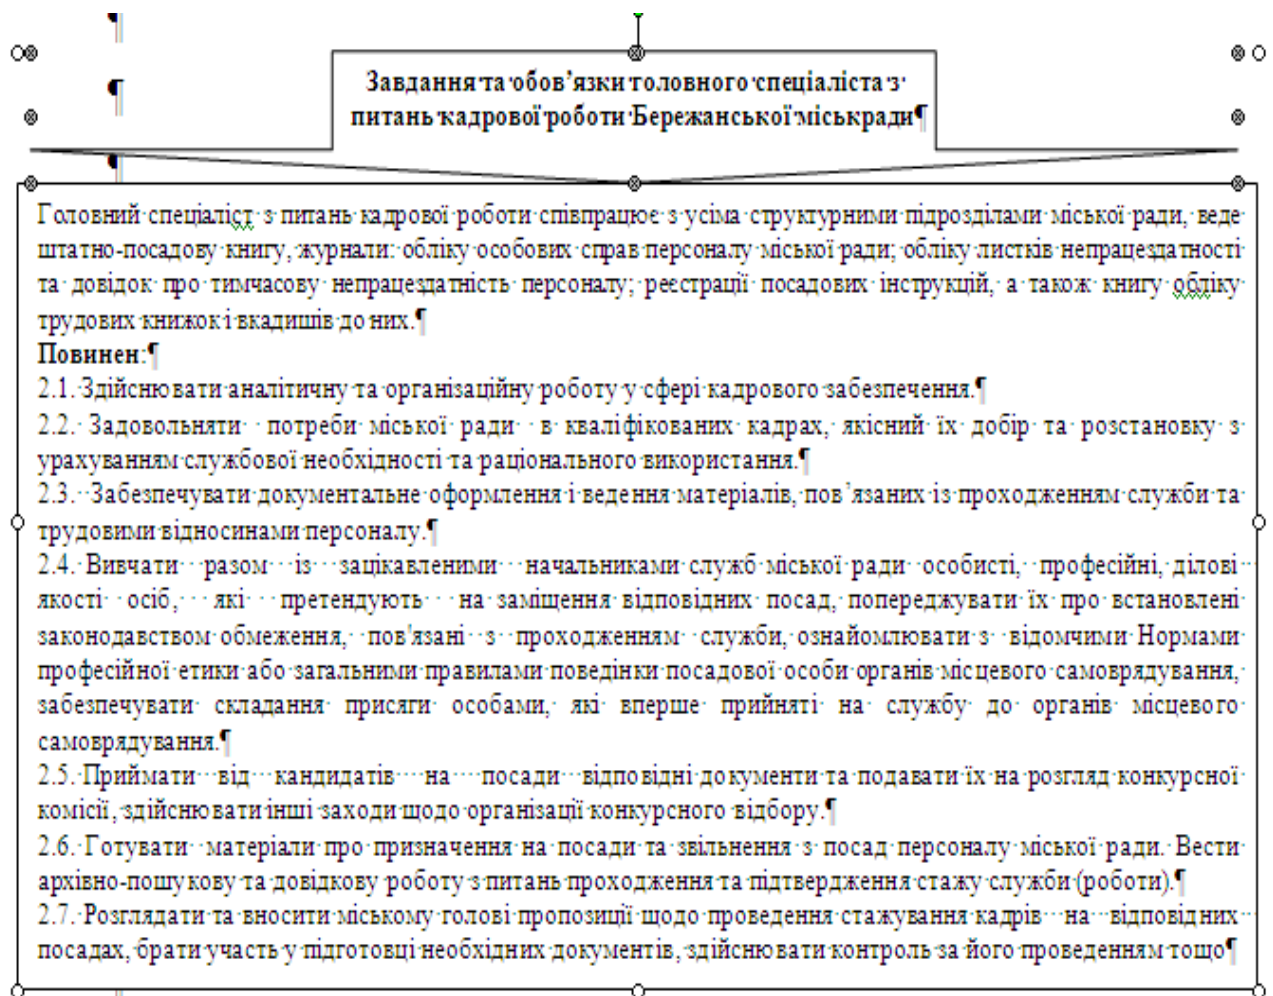 Завдання та обов’язки головного спеціаліста з
питань кадрової роботи Бережанської міськради¶
Головний спеціаліст з питань кадрової роботи співпрацює з усіма структурними підрозділами міської ради, веде
штатно-посадову книгу, журнали: обліку особових справ персоналу міської ради; обліку листків непрацездатності
та довідок про тимчасову непрацездатність персоналу; реєстрації посадових інструкцій, а також книгу обліку
трудових книжок і вкадишів до них.¶
Повинен:¶
2.1. Здійснювати аналітичну та організаційну роботу у сфері кадрового забезпечення.¶
2.2. Задовольняти потреби міської ради в кваліфікованих кадрах, якісний їх добір та розстановку з
урахуванням службової необхідності та раціонального використання.¶
2.3. Забезпечувати документальне оформлення і ведення матеріалів, пов’язаних із проходженням служби та
трудовими відносинами персоналу.¶
2.4. Вивчати разом із зацікавленими начальниками служб міської ради особисті, професійні, ділові
якості осіб, які претендують на заміщення відповідних посад, попереджувати їх про встановлені
законодавством обмеження, пов'язані з проходженням служби, ознайомлювати з відомчими Нормами
професійної етики або загальними правилами поведінки посадової особи органів місцевого самоврядування,
забезпечувати складання присяги особами, які вперше прийняті на службу до органів місцевого
самоврядування.¶
2.5. Приймати від кандидатів на посади відповідні документи та подавати їх на розгляд конкурсної
комісії, здійснювати інші заходи щодо організації конкурсного відбору.¶
2.6. Готувати матеріали про призначення на посади та звільнення з посад персоналу міської ради. Вести
архівно-пошукову та довідкову роботу з питань проходження та підтвердження стажу служби (роботи).¶
2.7. Розглядати та вносити міському голові пропозиції щодо проведення стажування кадрів на відповідних
посадах, брати участь у підготовці необхідних документів, здійснювати контроль за його проведенням тощо¶